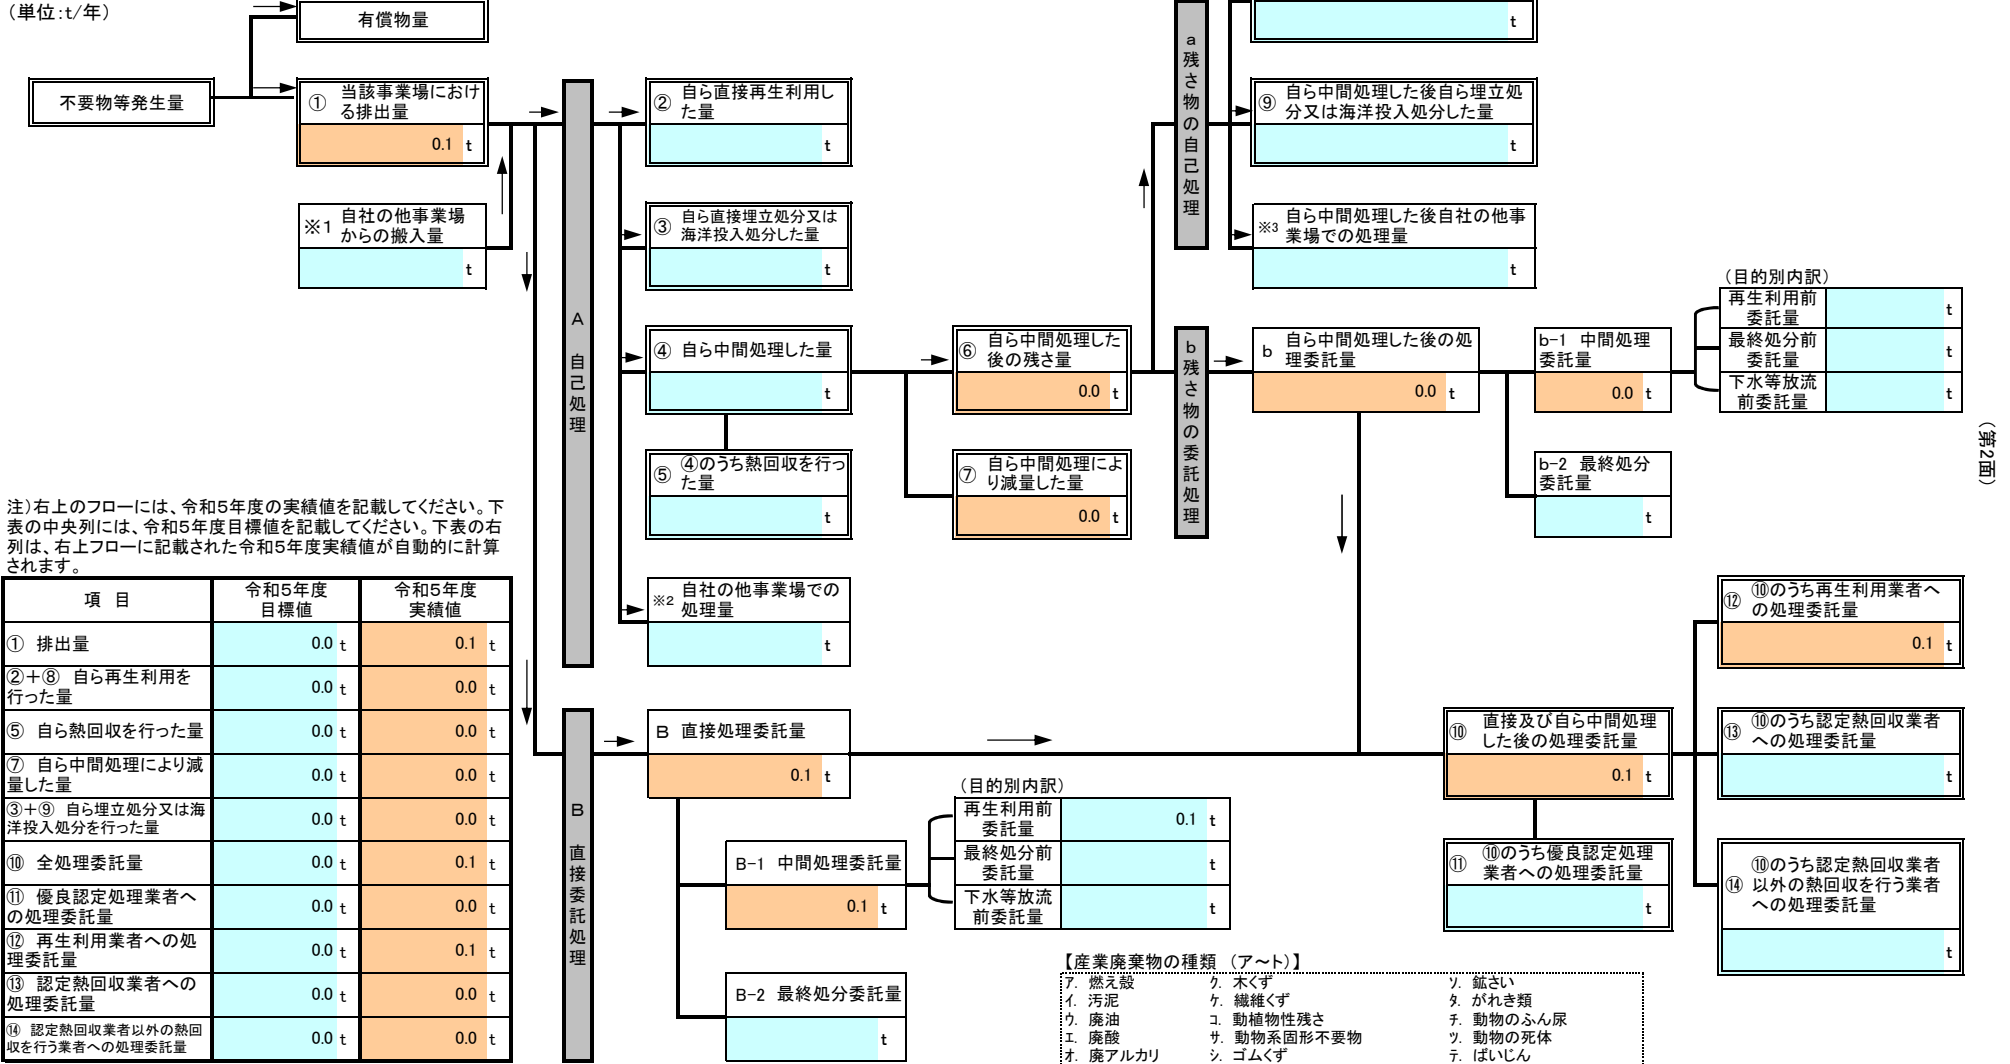 (単位:t/年)
有償物量
不要物等発生量
① 当該事業場におけ
る排出量
0.1 t
※1 自社の他事業場
からの搬入量
t
A 自己処理
② 自ら直接再生利用し
た量
t
③ 自ら直接埋立処分又は
海洋投入処分した量
t
④ 自ら中間処理した量
t
⑤ ④のうち熱回収を行っ
た量
t
※2 自社の他事業場での
処理量
t
⑥ 自ら中間処理した
後の残さ量
0.0 t
⑦ 自ら中間処理によ
り減量した量
0.0 t
a残さ物の自己処理
t
⑨ 自ら中間処理した後自ら埋立処
分又は海洋投入処分した量
t
※3 自ら中間処理した後自社の他事
業場での処理量
t
b残さ物の委託処理
b 自ら中間処理した後の処
理委託量
0.0 t
b-1 中間処理
委託量
0.0 t
b-2 最終処分
委託量
t
(目的別内訳)
再生利用前
委託量
t
最終処分前
委託量
t
下水等放流
前委託量
t
(第2面)
注)右上のフローには、令和5年度の実績値を記載してください。下
表の中央列には、令和5年度目標値を記載してください。下表の右
列は、右上フローに記載された令和5年度実績値が自動的に計算
されます。
項 目 令和5年度 目標値 令和5年度 実績値
① 排出量 0.0 t 0.1 t
②+⑧ 自ら再生利用を
行った量 0.0 t 0.0 t
⑤ 自ら熱回収を行った量 0.0 t 0.0 t
⑦ 自ら中間処理により減
量した量 0.0 t 0.0 t
③+⑨ 自ら埋立処分又は海
洋投入処分を行った量 0.0 t 0.0 t
⑩ 全処理委託量 0.0 t 0.1 t
⑪ 優良認定処理業者へ
の処理委託量 0.0 t 0.0 t
⑫ 再生利用業者への処
理委託量 0.0 t 0.1 t
⑬ 認定熱回収業者への
処理委託量 0.0 t 0.0 t
⑭ 認定熱回収業者以外の熱回
収を行う業者への処理委託量 0.0 t 0.0 t
B 直接委託処理
B 直接処理委託量
0.1 t
B-1 中間処理委託量
0.1 t
B-2 最終処分委託量
t
(目的別内訳)
再生利用前
委託量
0.1 t
最終処分前
委託量
t
下水等放流
前委託量
t
⑩ 直接及び自ら中間処理
した後の処理委託量
0.1 t
⑪ ⑩のうち優良認定処理
業者への処理委託量
t
⑫ ⑩のうち再生利用業者へ
の処理委託量
0.1 t
⑬ ⑩のうち認定熱回収業者
への処理委託量
t
⑭ ⑩のうち認定熱回収業者
以外の熱回収を行う業者
への処理委託量
t
【産業廃棄物の種類 (ア~ト)】
ア. 燃え殻 ク. 木くず ソ. 鉱さい
イ. 汚泥 ケ. 繊維くず タ. がれき類
ウ. 廃油 コ. 動植物性残さ チ. 動物のふん尿
エ. 廃酸 サ. 動物系固形不要物 ツ. 動物の死体
オ. 廃アルカリ シ. ゴムくず テ. ばいじん